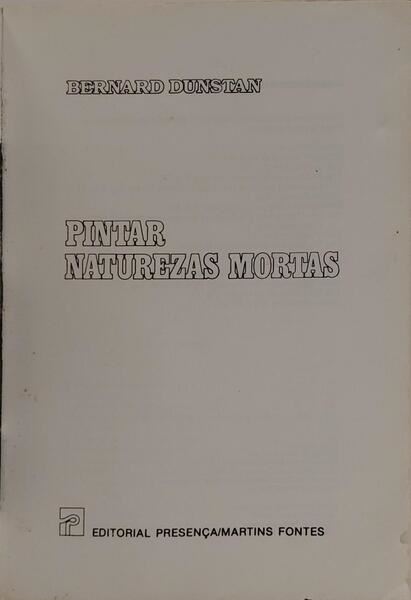 BERNARD DUNSTAN
PINTAR
NATUREZAS MORTAS
EDITORIAL PRESENÇA/MARTINS FONTES